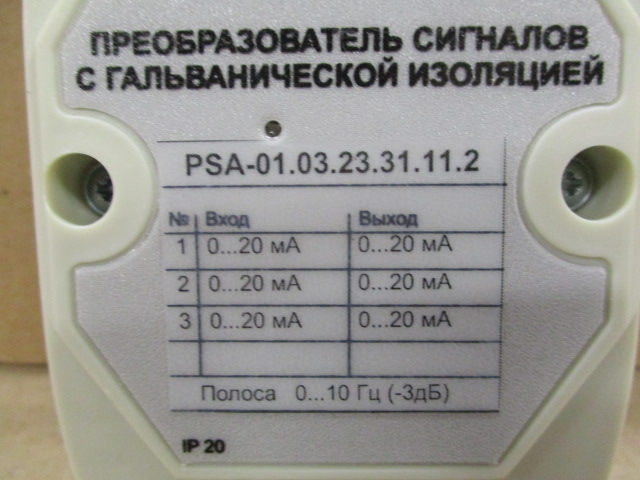 ПРЕОБРАЗОВАТЕЛЬ СИГНАЛОВ
С ГАЛЬВАНИЧЕСКОЙ ИЗОЛЯЦИЕЙ
PSA-01.03.23.31.11.2
№ Вход Выход
1 0...20 мА 0...20 мА
2 0...20 мА 0...20 мА
3 0...20 мА 0...20 мА
Полоса 0...10 Гц (-3дБ)
IP 20